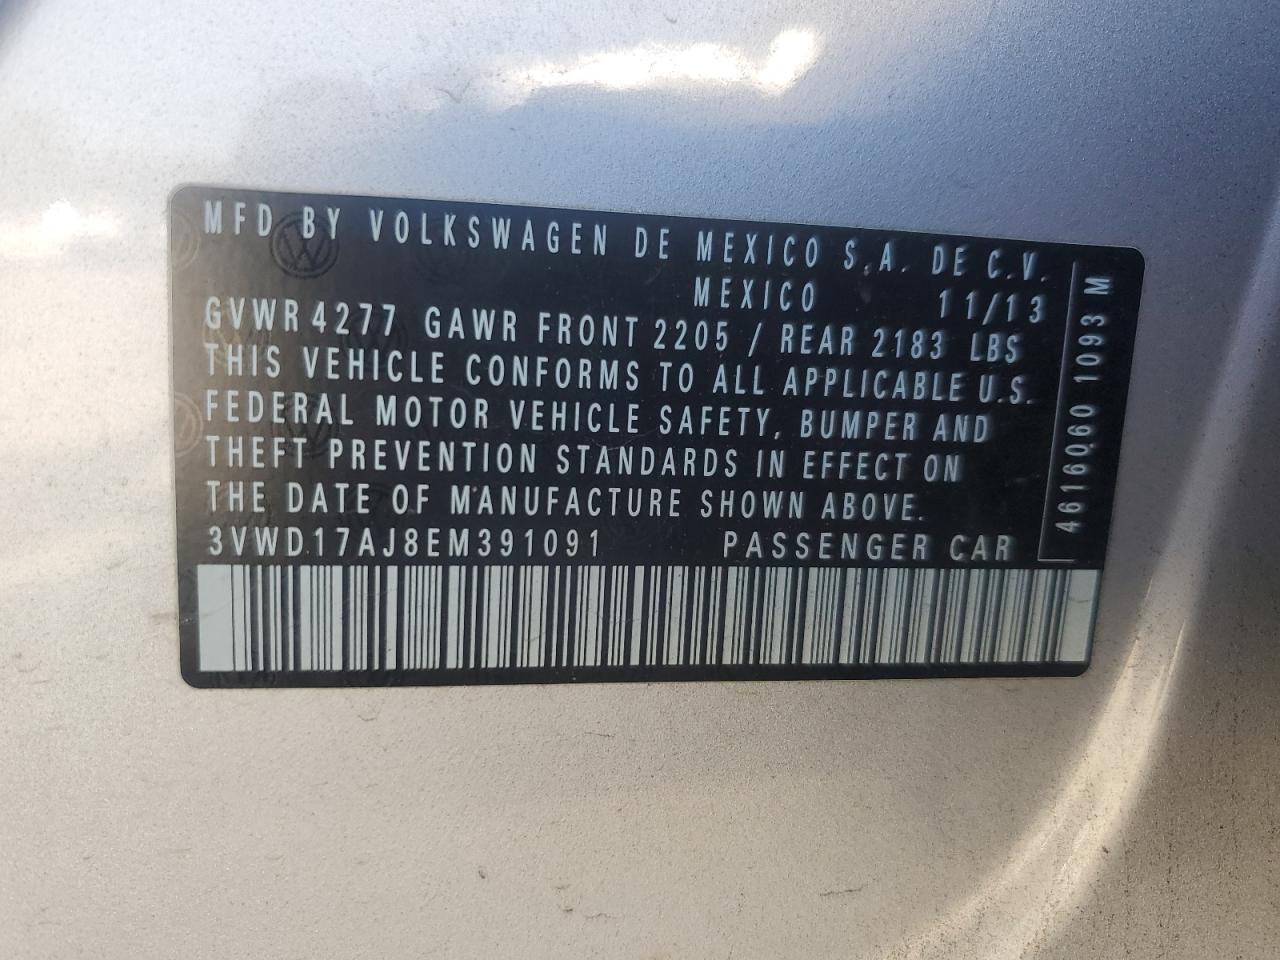 MFD BY VOLKSWAGEN DE MEXICO S.A. DE C.V.
MEXICO 11/13
GVWR 4277 GAWR FRONT 2205 / REAR 2183 LBS
THIS VEHICLE CONFORMS TO ALL APPLICABLE U.S.
FEDERAL MOTOR VEHICLE SAFETY, BUMPER AND
THEFT PREVENTION STANDARDS IN EFFECT ON
THE DATE OF MANUFACTURE SHOWN ABOVE.
3VWD17AJ8EM391091 PASSENGER CAR
4616060 1093 M